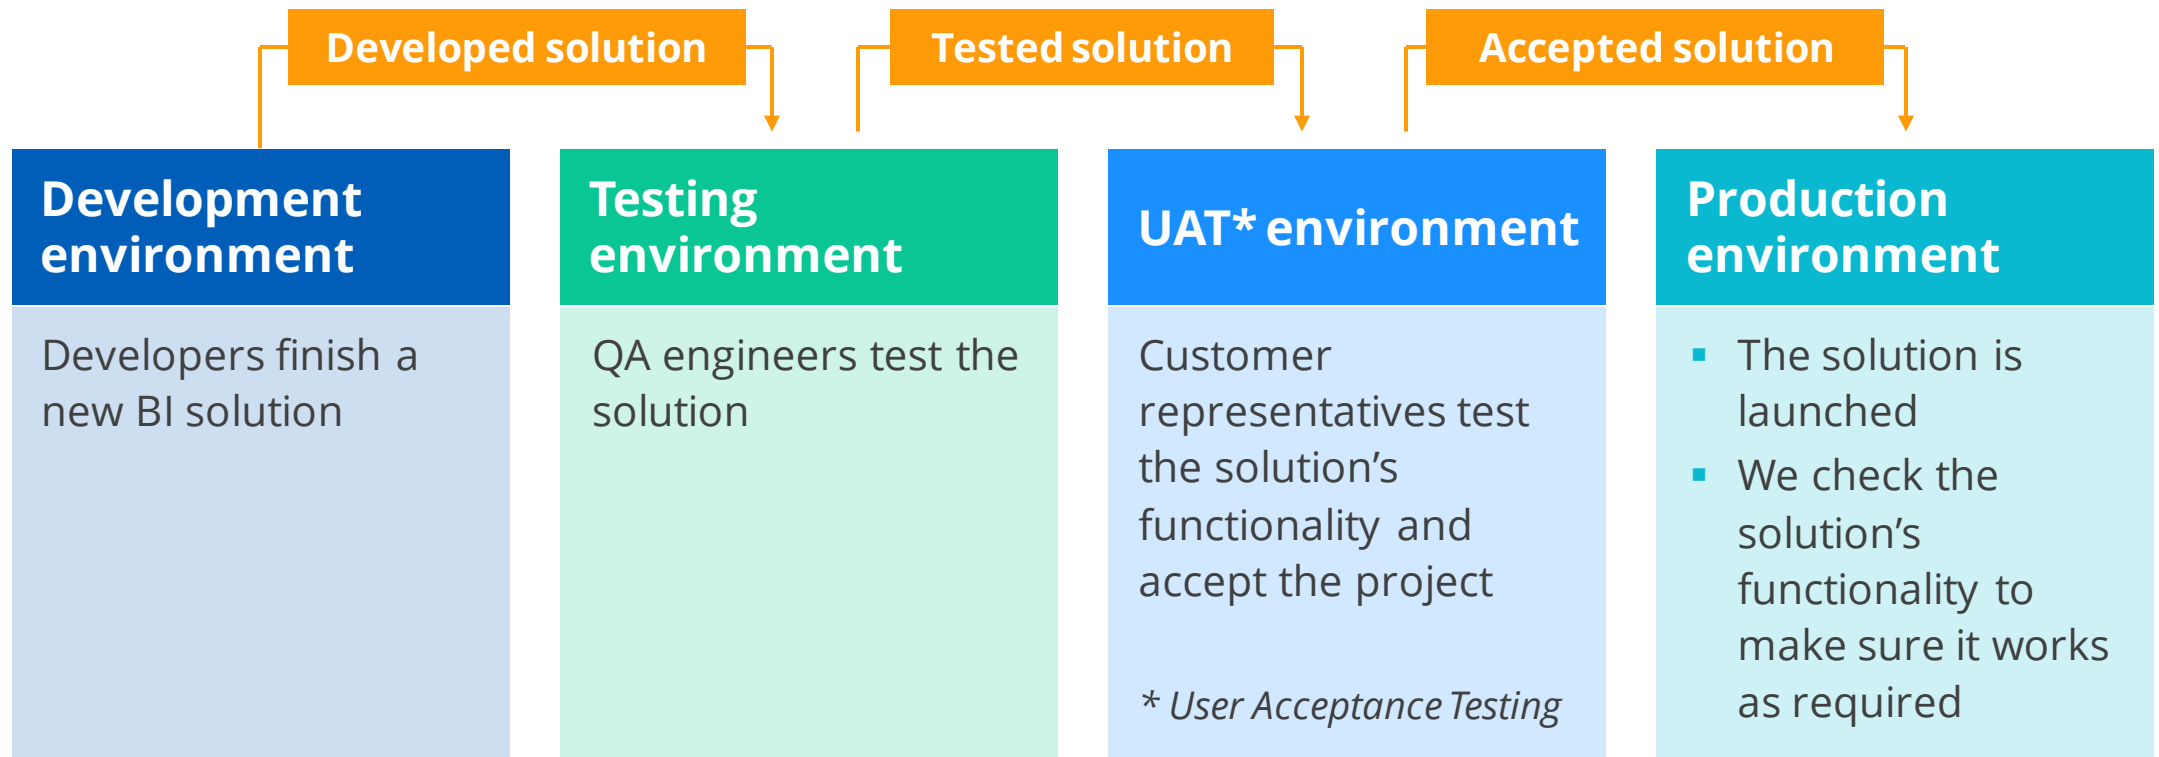 Developed solution
Tested solution
Accepted solution
Development
environment
Developers finish a
new BI solution
Testing
environment
QA engineers test the
solution
UAT* environment
Customer
representatives test
the solution’s
functionality and
accept the project
* User Acceptance Testing
Production
environment
▪ The solution is
launched
▪ We check the
solution’s
functionality to
make sure it works
as required